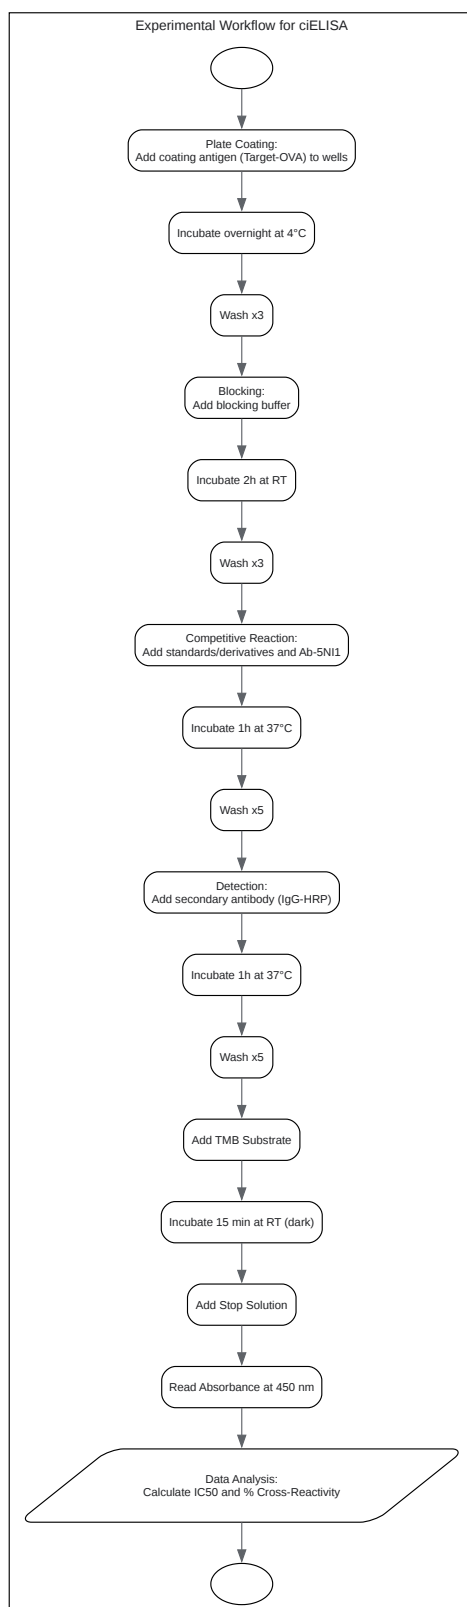 Experimental Workflow for ciELISA
Plate Coating:
Add coating antigen (Target-OVA) to wells
Incubate overnight at 4°C
Wash x3
Blocking:
Add blocking buffer
Incubate 2h at RT
Wash x3
Competitive Reaction:
Add standards/derivatives and Ab-5NI1
Incubate 1h at 37°C
Wash x5
Detection:
Add secondary antibody (IgG-HRP)
Incubate 1h at 37°C
Wash x5
Add TMB Substrate
Incubate 15 min at RT (dark)
Add Stop Solution
Read Absorbance at 450 nm
Data Analysis:
Calculate IC50 and % Cross-Reactivity